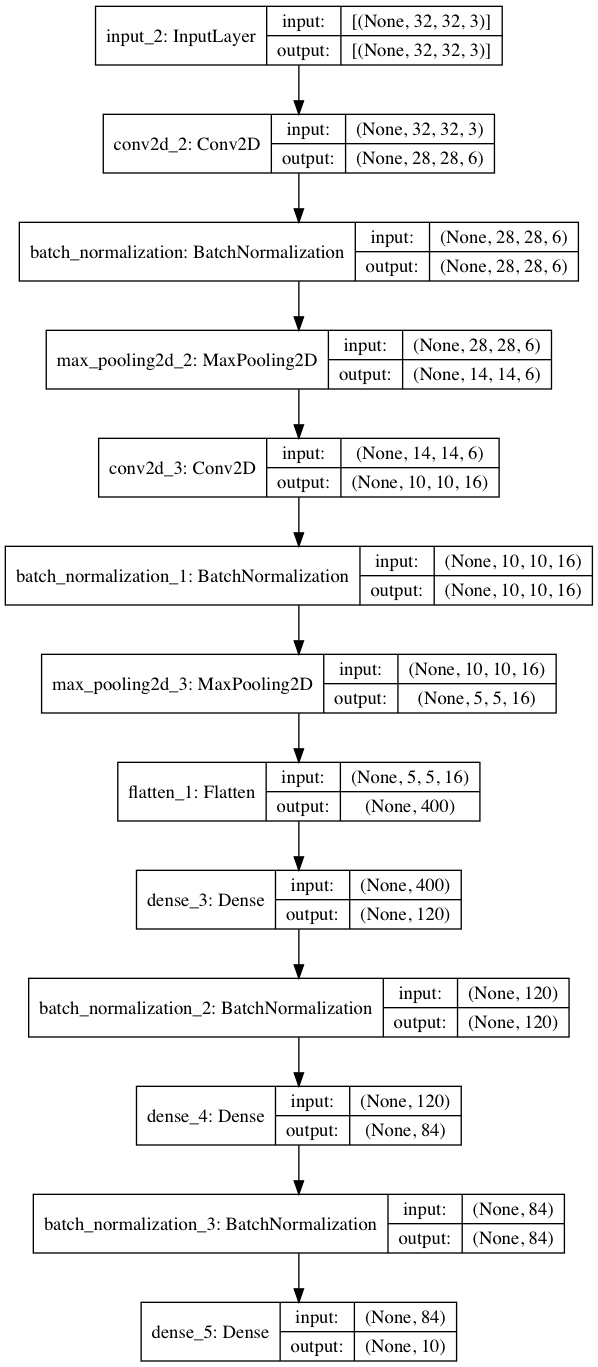 input_2: InputLayer
input: [(None, 32, 32, 3)]
output: [(None, 32, 32, 3)]
conv2d_2: Conv2D
input: (None, 32, 32, 3)
output: (None, 28, 28, 6)
batch_normalization: BatchNormalization
input: (None, 28, 28, 6)
output: (None, 28, 28, 6)
max_pooling2d_2: MaxPooling2D
input: (None, 28, 28, 6)
output: (None, 14, 14, 6)
conv2d_3: Conv2D
input: (None, 14, 14, 6)
output: (None, 10, 10, 16)
batch_normalization_1: BatchNormalization
input: (None, 10, 10, 16)
output: (None, 10, 10, 16)
max_pooling2d_3: MaxPooling2D
input: (None, 10, 10, 16)
output: (None, 5, 5, 16)
flatten_1: Flatten
input: (None, 5, 5, 16)
output: (None, 400)
dense_3: Dense
input: (None, 400)
output: (None, 120)
batch_normalization_2: BatchNormalization
input: (None, 120)
output: (None, 120)
dense_4: Dense
input: (None, 120)
output: (None, 84)
batch_normalization_3: BatchNormalization
input: (None, 84)
output: (None, 84)
dense_5: Dense
input: (None, 84)
output: (None, 10)